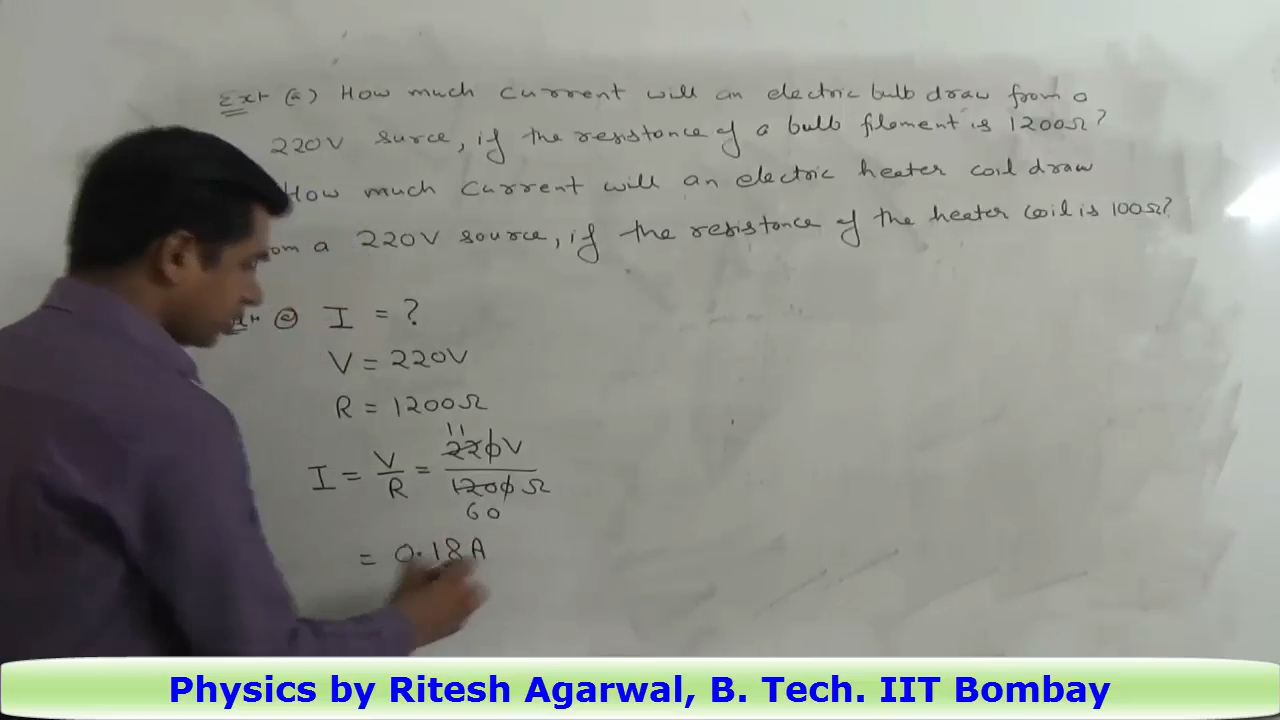 Ex:- (a) How much current will an electric bulb draw from a
220V surce, if the resistance of a bulb filament is 1200Ω?
How much current will an electric heater coil draw
om a 220V source, if the resistance of the heater coil is 100Ω?
I = ?
V = 220V
R = 1200Ω
11
I = V/R = 220V/1200Ω
60
= 0.18A
Physics by Ritesh Agarwal, B. Tech. IIT Bombay